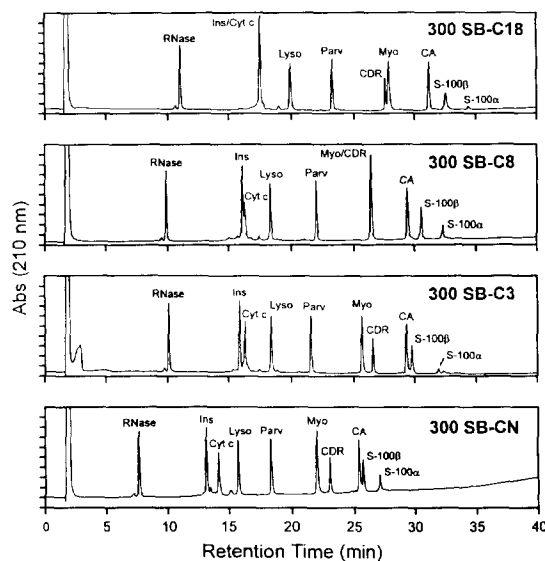 300 SB-C18
RNase
Ins/Cyt c
Lyso
Parv
CDR
Myo
CA
S-100β
S-100α
300 SB-C8
RNase
Ins
Cyt c
Lyso
Parv
Myo/CDR
CA
S-100β
S-100α
300 SB-C3
RNase
Ins
Cyt c
Lyso
Parv
Myo
CDR
CA
S-100β
S-100α
300 SB-CN
RNase
Ins
Cyt c
Lyso
Parv
Myo
CDR
CA
S-100β
S-100α
Abs (210 nm)
0 5 10 15 20 25 30 35 40
Retention Time (min)